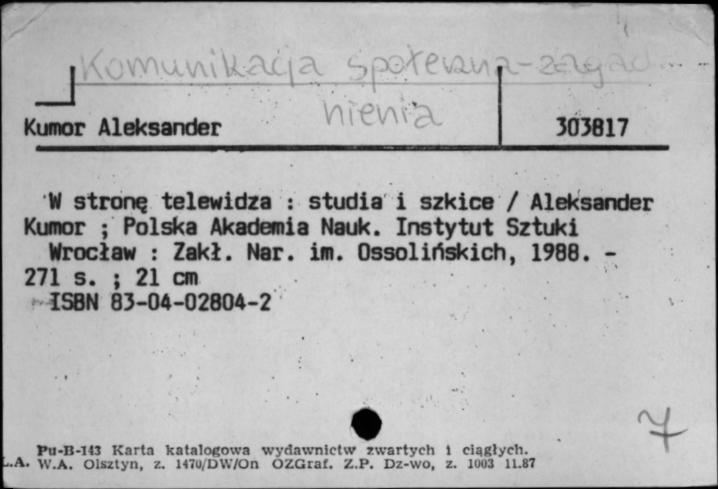 Komunikacja społeczna-zagad
nienia
Kumor Aleksander 303817
W stronę telewidza : studia i szkice / Aleksander
Kumor ; Polska Akademia Nauk. Instytut Sztuki
Wrocław : Zakł. Nar. im. Ossolińskich, 1988. -
271 s. ; 21 cm
ISBN 83-04-02804-2
7
Pu-B-143 Karta katalogowa wydawnictw zwartych i ciągłych.
L.A. W.A. Olsztyn, z. 1470/DW/On OZGraf. Z.P. Dz-wo, z. 1003 11.87